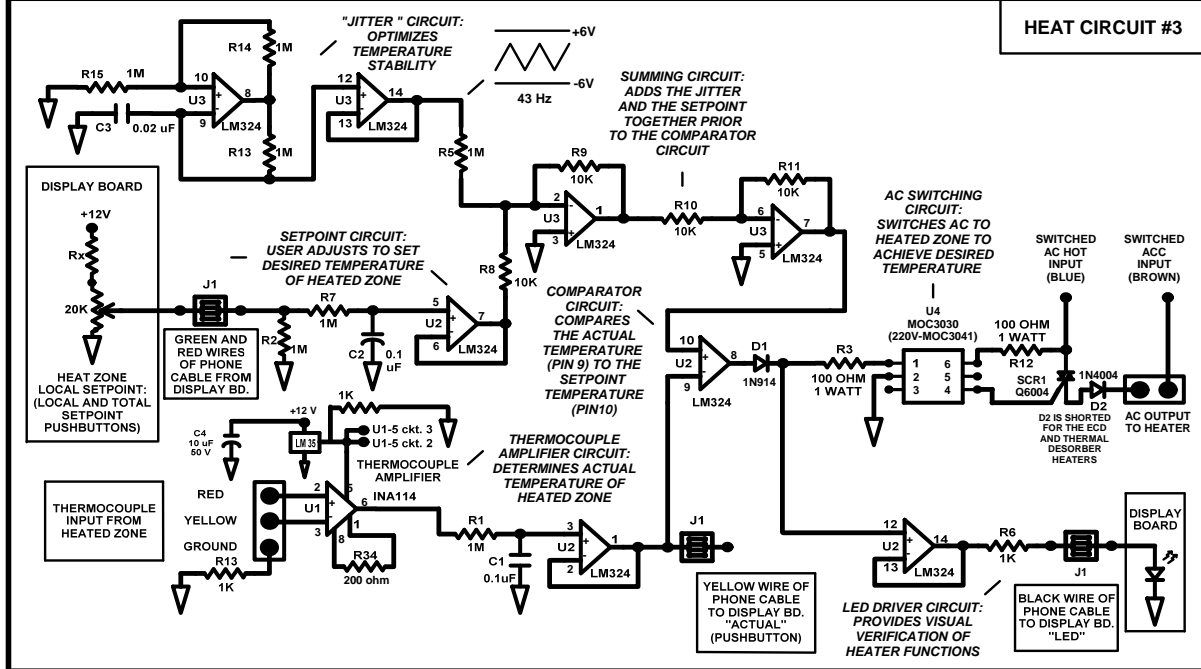 HEAT CIRCUIT #3
"JITTER " CIRCUIT:
OPTIMIZES
TEMPERATURE
STABILITY
+6V
-6V
43 Hz
R14
1M
R15
1M
10
+
U3
-
9
8
LM324
C3
0.02 uF
R13
1M
12
+
U3
-
13
14
LM324
R5
1M
SUMMING CIRCUIT:
ADDS THE JITTER
AND THE SETPOINT
TOGETHER PRIOR
TO THE COMPARATOR
CIRCUIT
R9
10K
2
-
U3
+
3
1
LM324
R10
10K
R11
10K
6
-
U3
+
5
7
LM324
DISPLAY BOARD
+12V
Rx
20K
HEAT ZONE
LOCAL SETPOINT:
(LOCAL AND TOTAL
SETPOINT
PUSHBUTTONS)
SETPOINT CIRCUIT:
USER ADJUSTS TO SET
DESIRED TEMPERATURE
OF HEATED ZONE
J1
GREEN AND
RED WIRES
OF PHONE
CABLE FROM
DISPLAY BD.
R2
1M
R7
1M
C2
0.1
uF
5
+
U2
-
6
7
LM324
R8
10K
COMPARATOR
CIRCUIT:
COMPARES
THE ACTUAL
TEMPERATURE
(PIN 9) TO THE
SETPOINT
TEMPERATURE
(PIN10)
10
+
U2
-
9
8
LM324
D1
1N914
R3
100 OHM
1 WATT
AC SWITCHING
CIRCUIT:
SWITCHES AC TO
HEATED ZONE TO
ACHIEVE DESIRED
TEMPERATURE
U4
MOC3030
(220V-MOC3041)
1
2
3
6
5
4
100 OHM
1 WATT
R12
SWITCHED
AC HOT
INPUT
(BLUE)
SWITCHED
ACC
INPUT
(BROWN)
SCR1
Q6004
1N4004
D2
D2 IS SHORTED
FOR THE ECD
AND THERMAL
DESORBER
HEATERS
AC OUTPUT
TO HEATER
1K
+12 V
C4
10 uF
50 V
LM 35
U1-5 ckt. 3
U1-5 ckt. 2
THERMOCOUPLE
AMPLIFIER
THERMOCOUPLE
AMPLIFIER CIRCUIT:
DETERMINES ACTUAL
TEMPERATURE OF
HEATED ZONE
THERMOCOUPLE
INPUT FROM
HEATED ZONE
RED
YELLOW
GROUND
R13
1K
2
+
U1
-
3
5
6
1
8
INA114
R34
200 ohm
R1
1M
C1
0.1uF
3
+
U2
-
2
1
LM324
J1
YELLOW WIRE OF
PHONE CABLE
TO DISPLAY BD.
"ACTUAL"
(PUSHBUTTON)
12
+
U2
-
13
14
LM324
R6
1K
J1
LED DRIVER CIRCUIT:
PROVIDES VISUAL
VERIFICATION OF
HEATER FUNCTIONS
BLACK WIRE OF
PHONE CABLE
TO DISPLAY BD.
"LED"
DISPLAY
BOARD